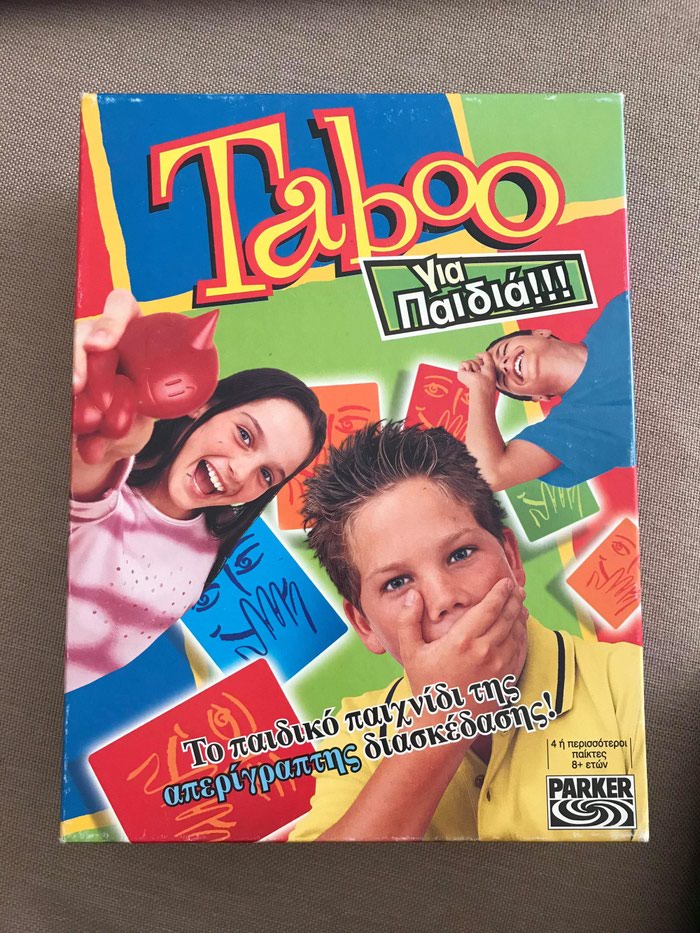 Taboo
για
Παιδιά!!!
Το παιδικό παιχνίδι της
απερίγραπτης διασκέδασης!
4 ή περισσότεροι
παίκτες
8+ ετών
PARKER